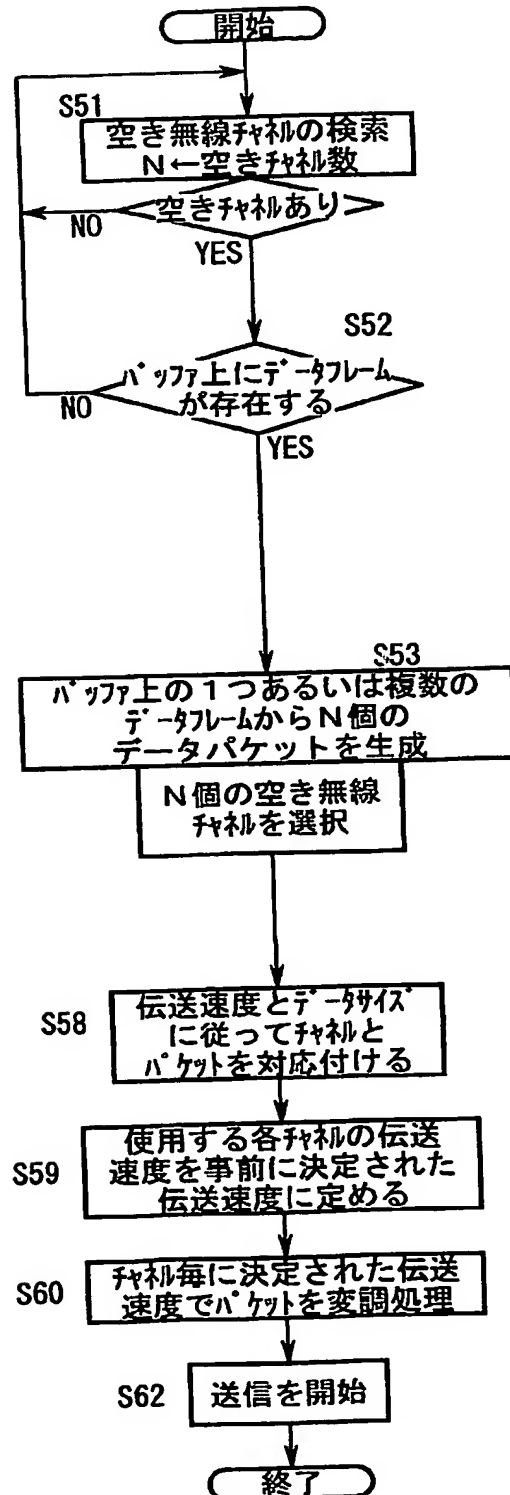 開始
S51
空き無線ﾁｬﾈﾙの検索
N←空きﾁｬﾈﾙ数
空きﾁｬﾈﾙあり
NO
YES
S52
ﾊﾞｯﾌｧ上にﾃﾞｰﾀﾌﾚｰﾑ
が存在する
NO
YES
S53
ﾊﾞｯﾌｧ上の1つあるいは複数の
ﾃﾞｰﾀﾌﾚｰﾑからN個の
データパケットを生成
N個の空き無線
ﾁｬﾈﾙを選択
S58
伝送速度とﾃﾞｰﾀｻｲｽﾞ
に従ってﾁｬﾈﾙと
ﾊﾟｹｯﾄを対応付ける
S59
使用する各ﾁｬﾈﾙの伝送
速度を事前に決定された
伝送速度に定める
S60
ﾁｬﾈﾙ毎に決定された伝送
速度でﾊﾟｹｯﾄを変調処理
S62
送信を開始
終了